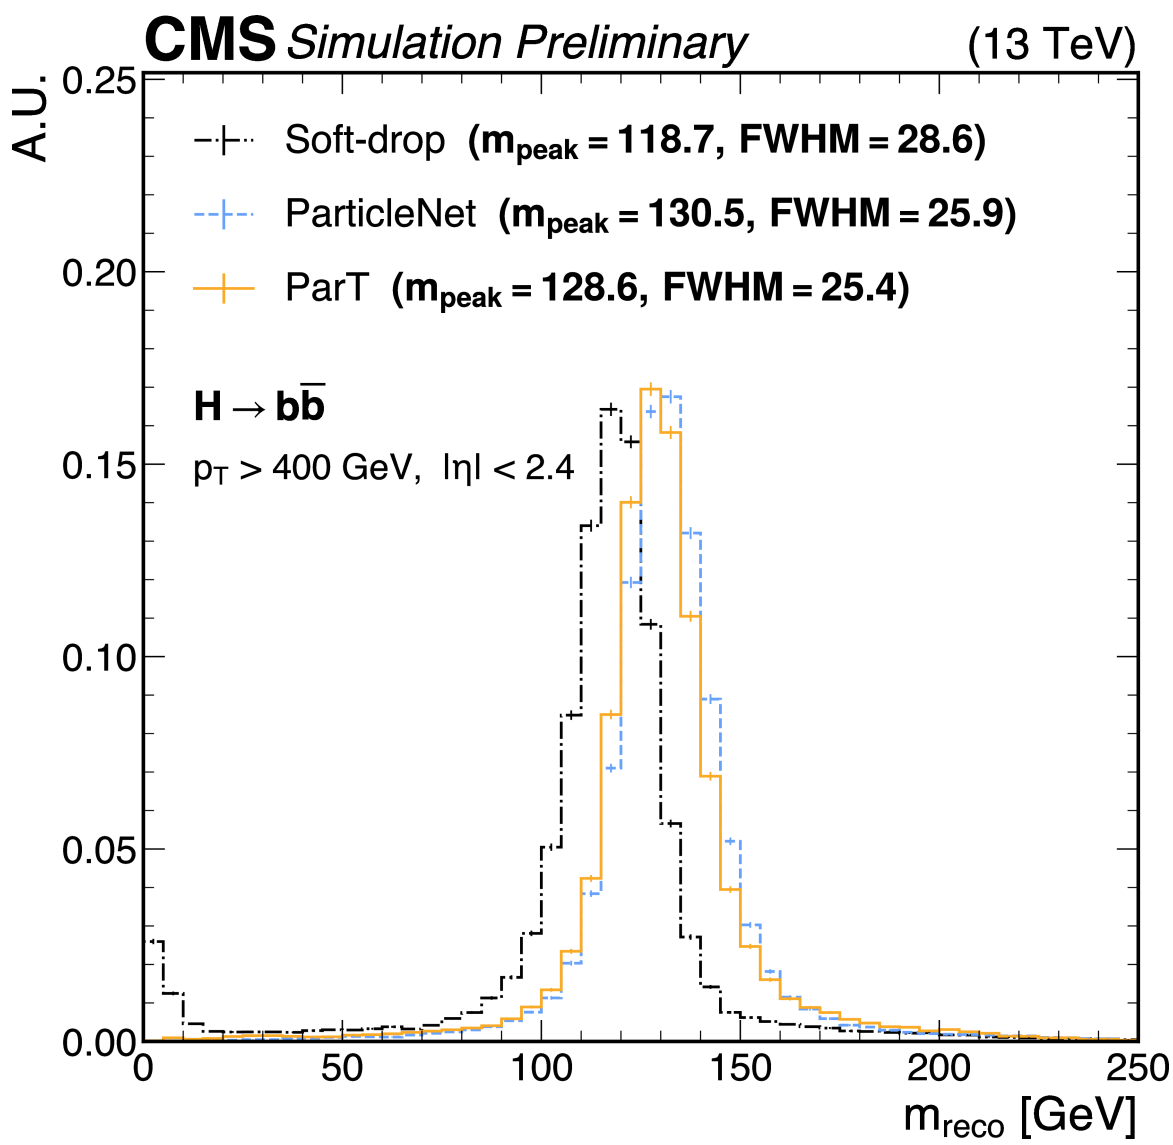 CMS Simulation Preliminary (13 TeV)
A.U.
0.25
Soft-drop (m_peak = 118.7, FWHM = 28.6)
ParticleNet (m_peak = 130.5, FWHM = 25.9)
0.20
ParT (m_peak = 128.6, FWHM = 25.4)
H → bb̅
0.15
p_T > 400 GeV, |η| < 2.4
0.10
0.05
0.00
0 50 100 150 200 250
m_reco [GeV]